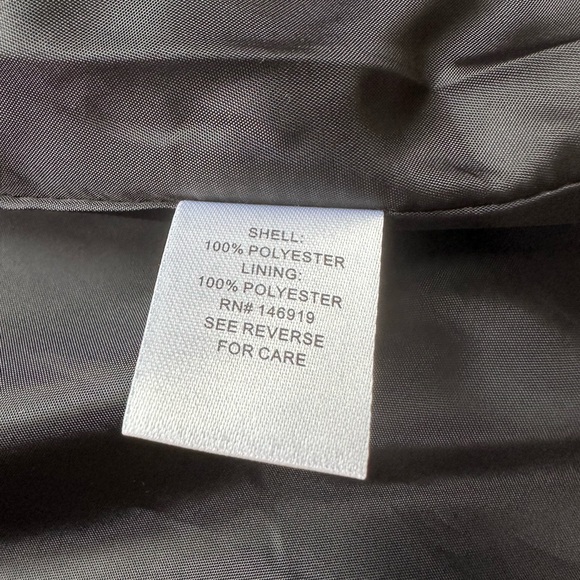 SHELL:
100% POLYESTER
LINING:
100% POLYESTER
RN# 146919
SEE REVERSE
FOR CARE